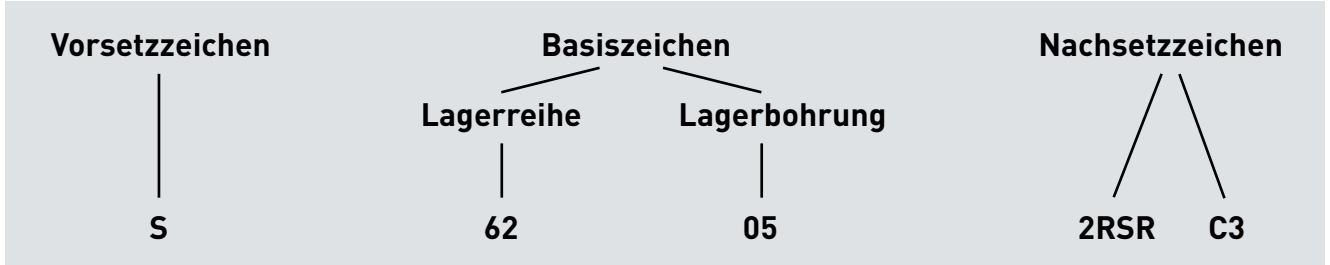 Vorsetzzeichen Basiszeichen Nachsetzzeichen
Lagerreihe Lagerbohrung
S 62 05 2RSR C3